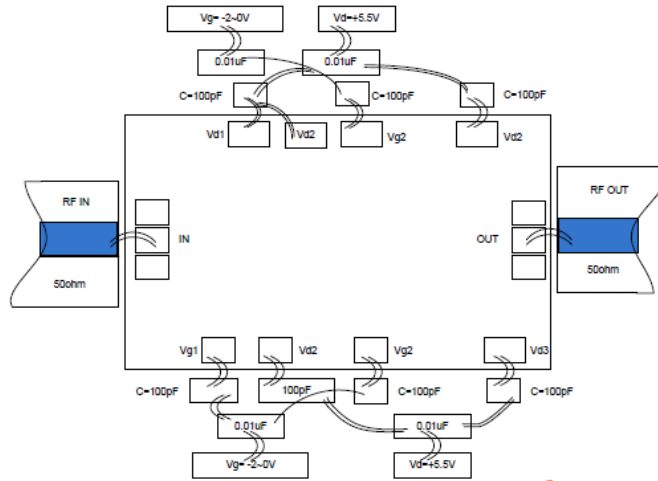 Vg= -2~0V
Vd=+5.5V
0.01uF
0.01uF
C=100pF
C=100pF
C=100pF
Vd1
Vd2
Vg2
Vd2
RF IN
RF OUT
IN
OUT
50ohm
50ohm
Vg1
Vd2
Vg2
Vd3
C=100pF
100pF
C=100pF
C=100pF
0.01uF
0.01uF
Vg= -2~0V
Vd=+5.5V